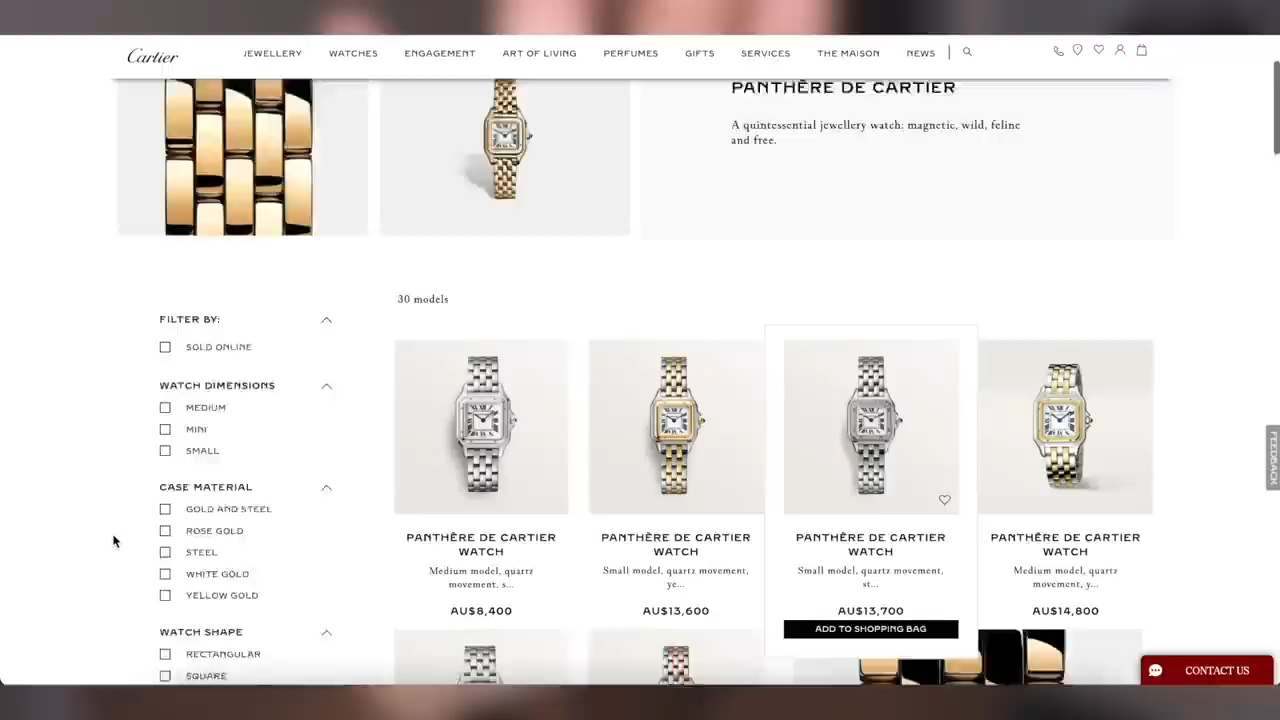 Cartier
JEWELLERY WATCHES ENGAGEMENT ART OF LIVING PERFUMES GIFTS SERVICES THE MAISON NEWS
PANTHÈRE DE CARTIER
A quintessential jewellery watch: magnetic, wild, feline
and free.
30 models
FILTER BY:
SOLD ONLINE
WATCH DIMENSIONS
MEDIUM
MINI
SMALL
CASE MATERIAL
GOLD AND STEEL
ROSE GOLD
STEEL
WHITE GOLD
YELLOW GOLD
WATCH SHAPE
RECTANGULAR
SQUARE
PANTHÈRE DE CARTIER
WATCH
Medium model, quartz
movement, s...
AU$8,400
PANTHÈRE DE CARTIER
WATCH
Small model, quartz movement,
ye...
AU$13,600
PANTHÈRE DE CARTIER
WATCH
Small model, quartz movement,
st...
AU$13,700
ADD TO SHOPPING BAG
PANTHÈRE DE CARTIER
WATCH
Medium model, quartz
movement, y...
AU$14,800
FEEDBACK
CONTACT US